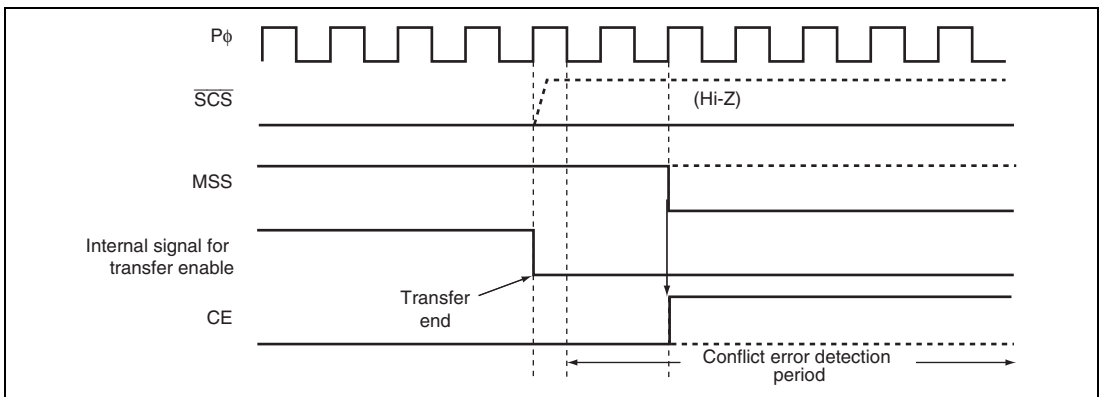 Pϕ
SCS
(Hi-Z)
MSS
Internal signal for
transfer enable
Transfer
end
CE
Conflict error detection
period